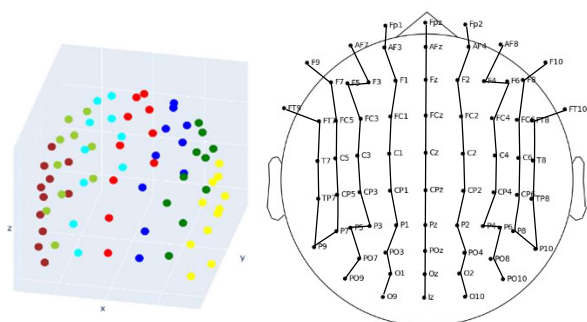 z
x
y
Fp1 Fpz Fp2
AF7 AF3 AFz AF4 AF8
F9 F10
F7 F5 F3 F1 Fz F2 F4 F6 F8
FT9 FT10
FT7 FC5 FC3 FC1 FCz FC2 FC4 FC6 FT8
T7 C5 C3 C1 Cz C2 C4 C6 T8
TP7 CP5 CP3 CP1 CPz CP2 CP4 CP6 TP8
P9 P7 P5 P3 P1 Pz P2 P4 P6 P8 P10
PO9 PO7 PO3 POz PO4 PO8 PO10
O1 Oz O2
O9 Iz O10